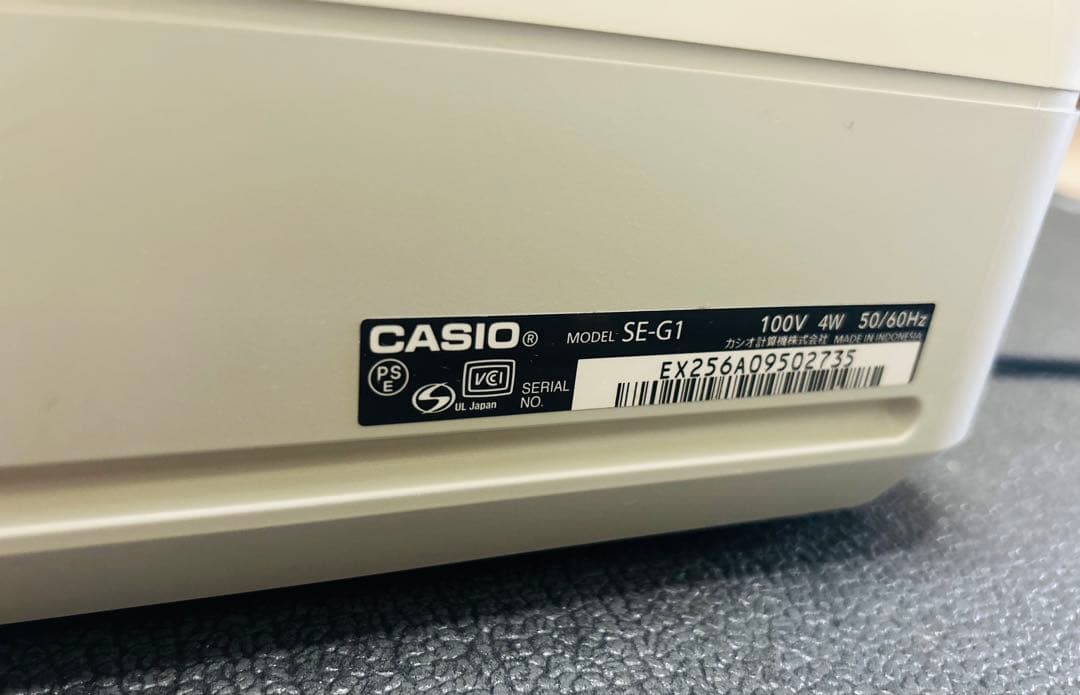 CASIO® MODEL SE-G1 100V 4W 50/60Hz
カシオ計算機株式会社 MADE IN INDONESIA
PS E VCI SERIAL NO. EX256A09502735
S UL Japan